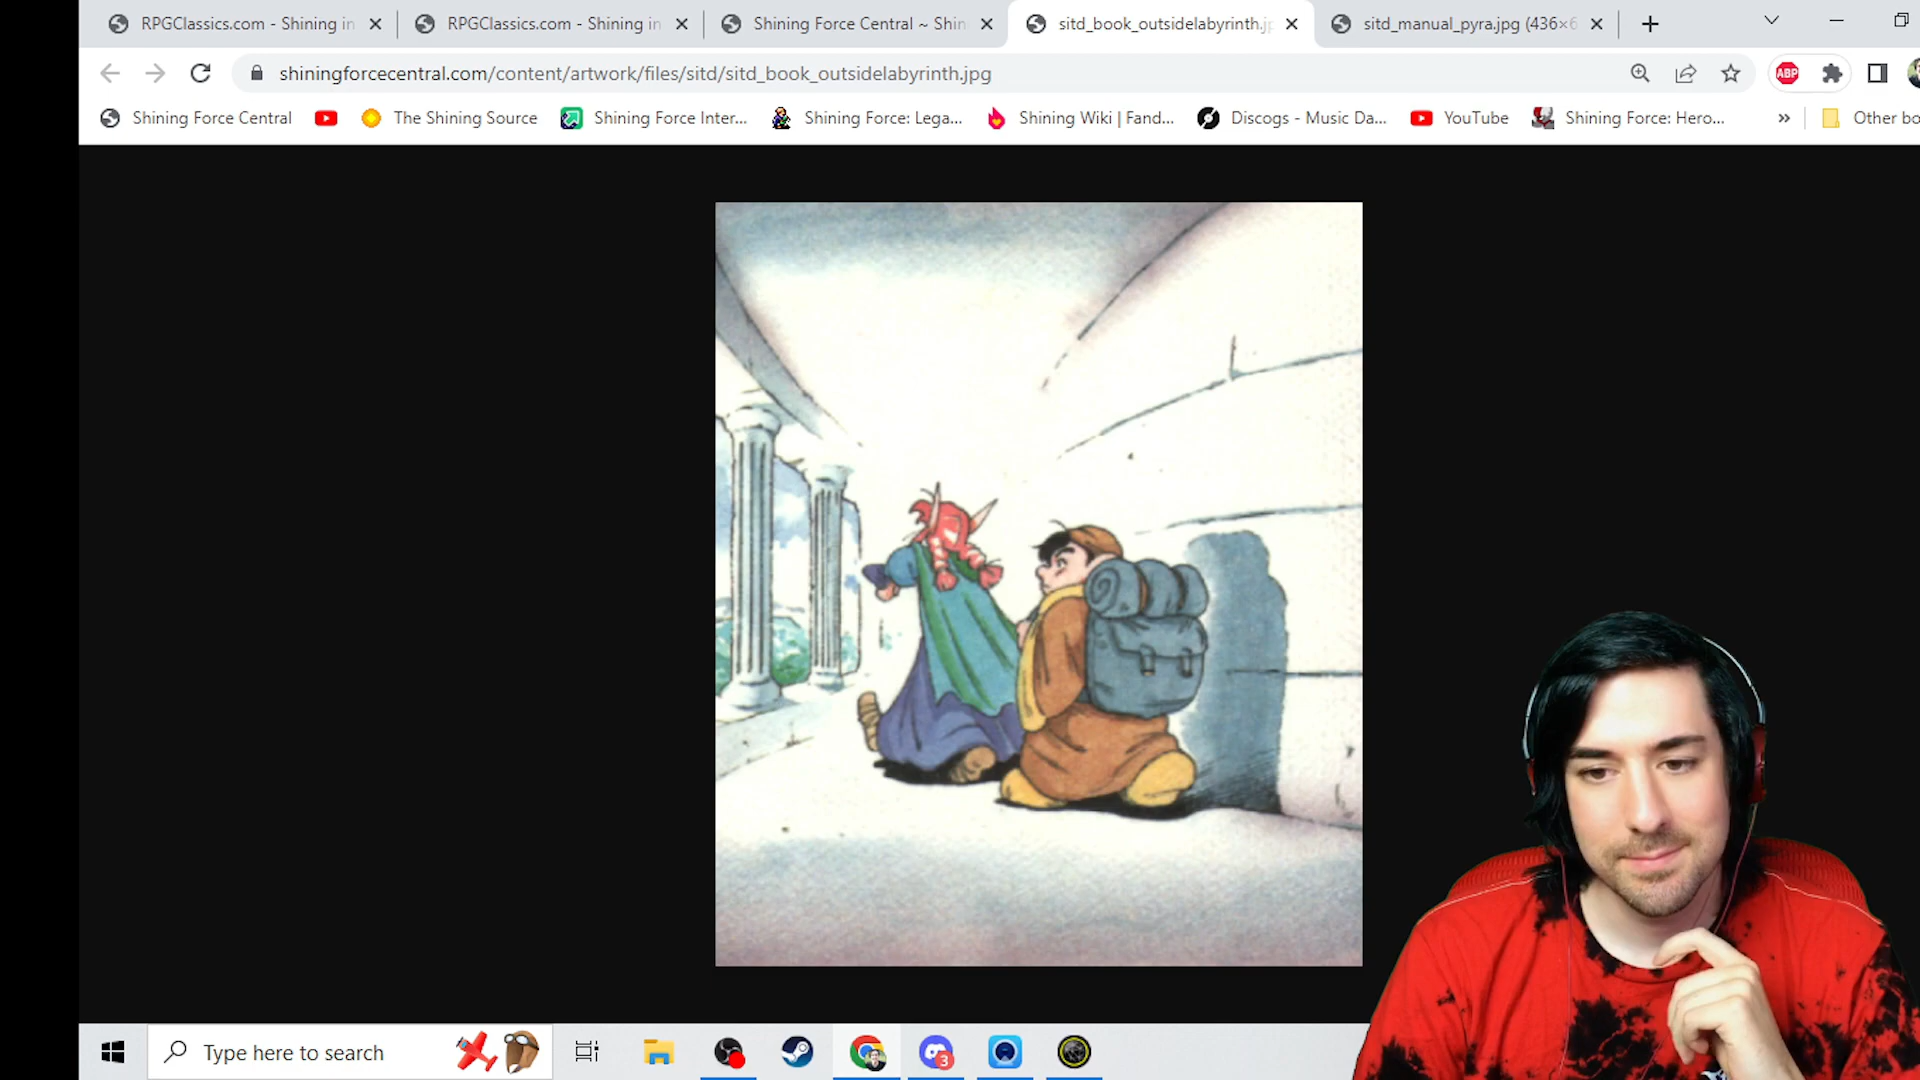 RPGClassics.com - Shining in
RPGClassics.com - Shining in
Shining Force Central ~ Shin
sitd_book_outsidelabyrinth.j
sitd_manual_pyra.jpg (436×6
shiningforcecentral.com/content/artwork/files/sitd/sitd_book_outsidelabyrinth.jpg
ABP
Shining Force Central
The Shining Source
Shining Force Inter...
Shining Force: Lega...
Shining Wiki | Fand...
Discogs - Music Da...
YouTube
Shining Force: Hero...
»
Other bo
Type here to search
3